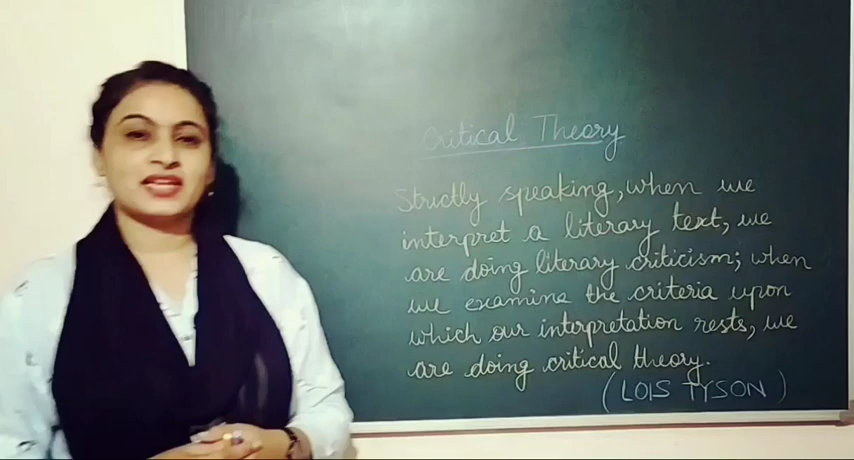 Critical Theory
Strictly speaking, when we
interpret a literary text, we
are doing literary criticism; when
we examine the criteria upon
which our interpretation rests, we
are doing critical theory.
(LOIS TYSON)